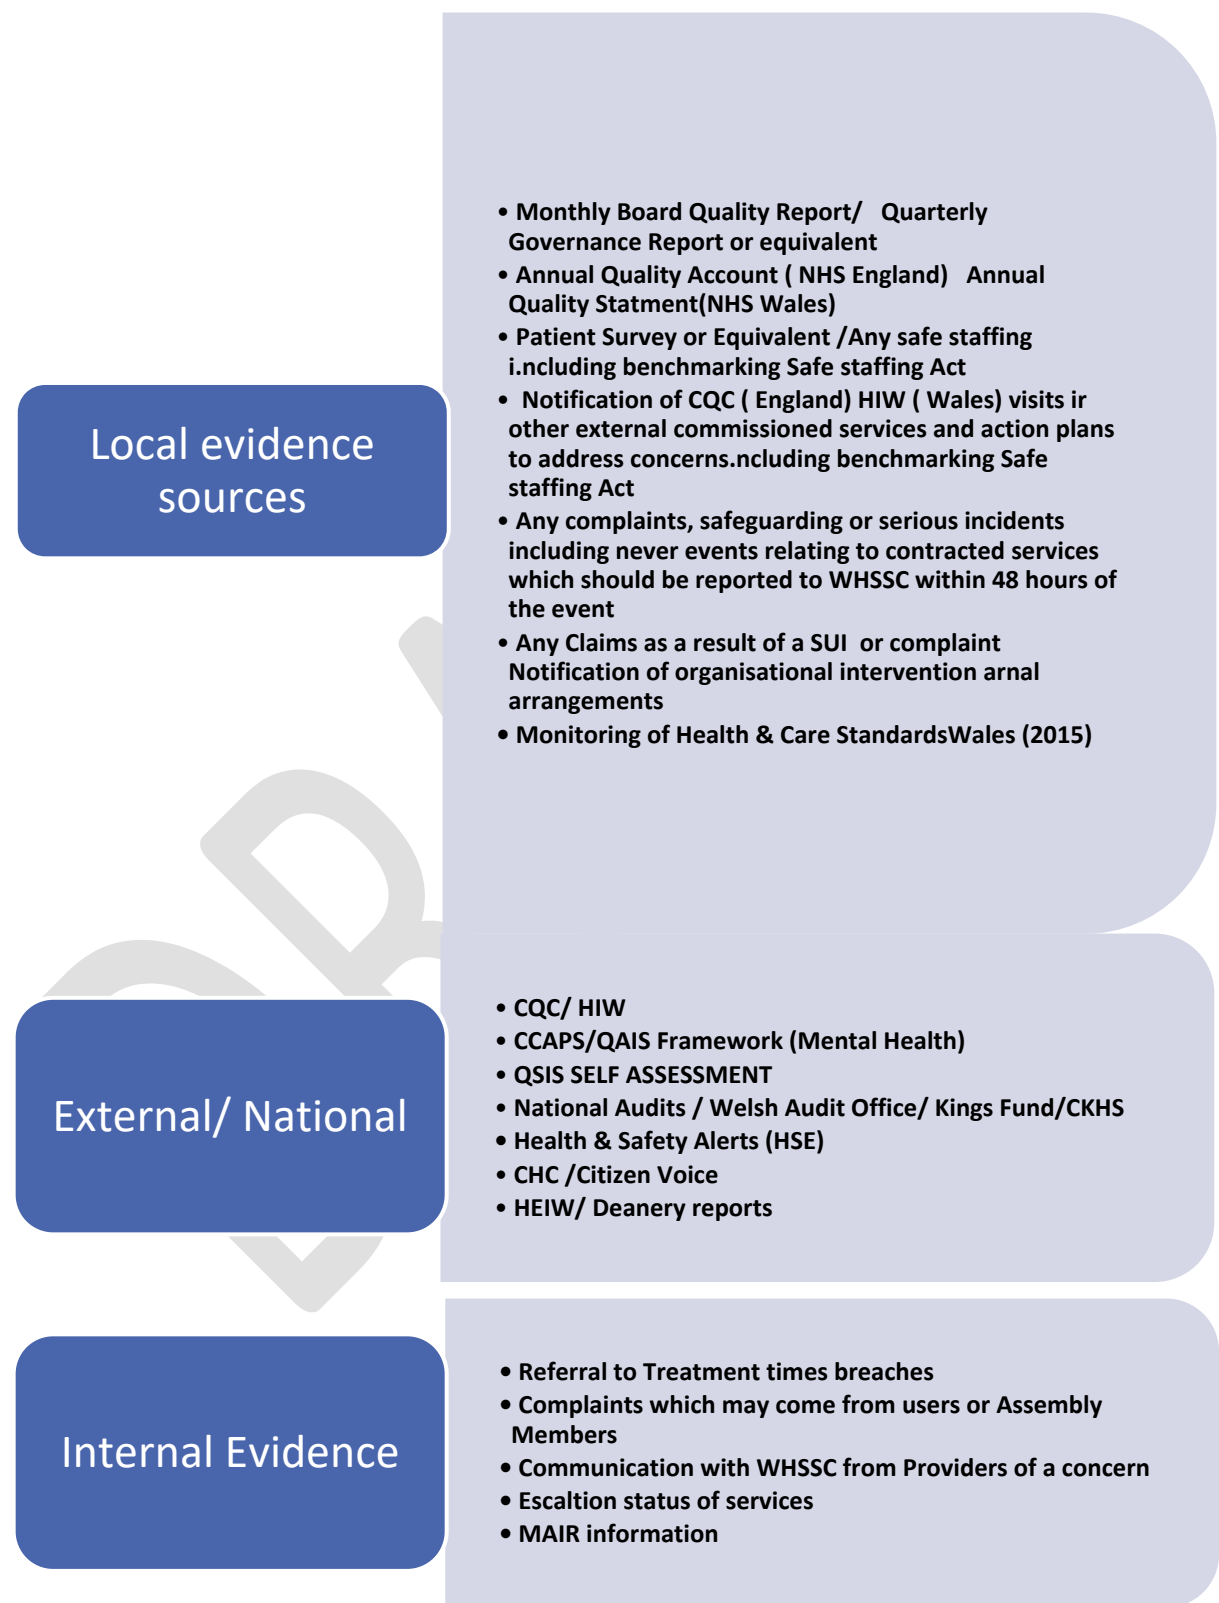 Local evidence
sources
• Monthly Board Quality Report/ Quarterly
Governance Report or equivalent
• Annual Quality Account ( NHS England) Annual
Quality Statment(NHS Wales)
• Patient Survey or Equivalent /Any safe staffing
i.ncluding benchmarking Safe staffing Act
• Notification of CQC ( England) HIW ( Wales) visits ir
other external commissioned services and action plans
to address concerns.ncluding benchmarking Safe
staffing Act
• Any complaints, safeguarding or serious incidents
including never events relating to contracted services
which should be reported to WHSSC within 48 hours of
the event
• Any Claims as a result of a SUI or complaint
Notification of organisational intervention arnal
arrangements
• Monitoring of Health & Care StandardsWales (2015)
External/ National
• CQC/ HIW
• CCAPS/QAIS Framework (Mental Health)
• QSIS SELF ASSESSMENT
• National Audits / Welsh Audit Office/ Kings Fund/CKHS
• Health & Safety Alerts (HSE)
• CHC /Citizen Voice
• HEIW/ Deanery reports
Internal Evidence
• Referral to Treatment times breaches
• Complaints which may come from users or Assembly
Members
• Communication with WHSSC from Providers of a concern
• Escaltion status of services
• MAIR information